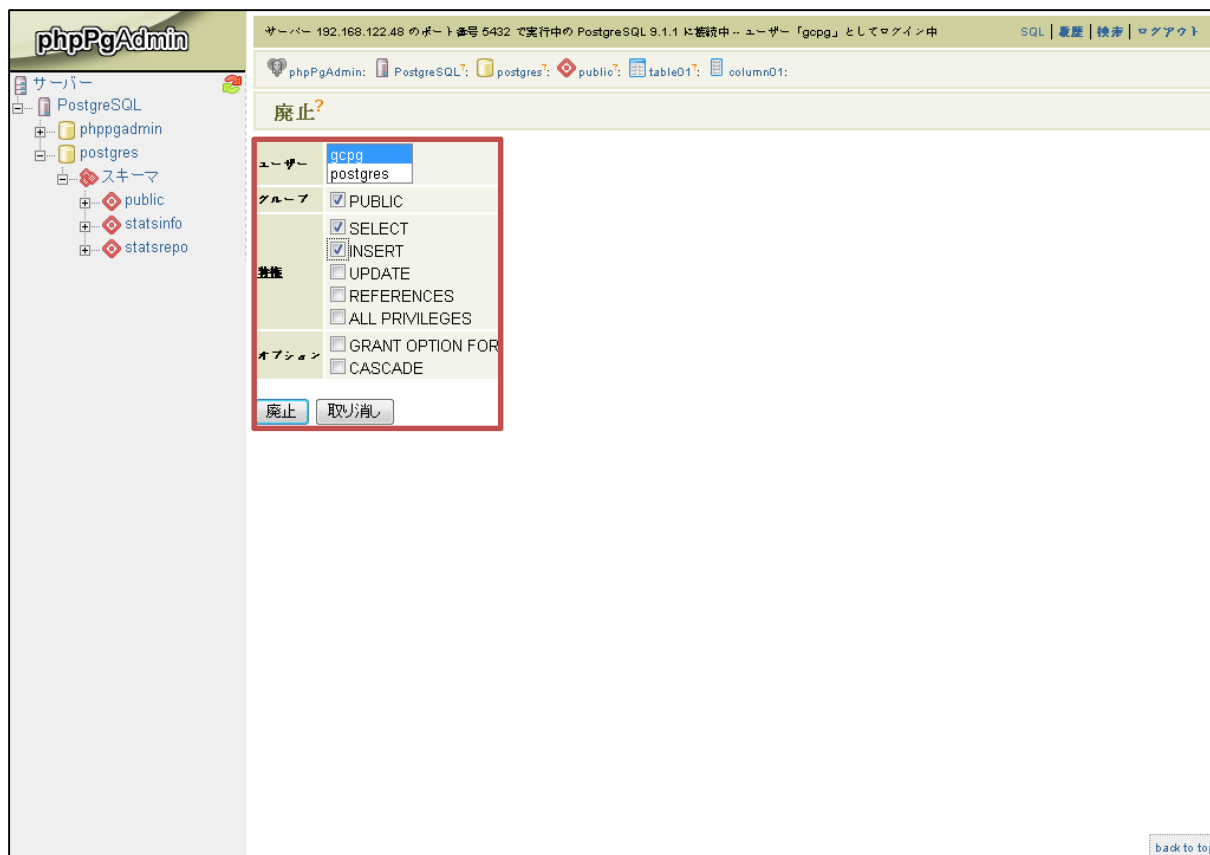 phpPgAdmin
サーバー 192.168.122.48 のポート番号 5432 で実行中の PostgreSQL 9.1.1 に接続中 -- ユーザー「gcpg」としてログイン中
SQL | 履歴 | 検索 | ログアウト
phpPgAdmin: PostgreSQL?: postgres?: public?: table01?: column01:
サーバー
PostgreSQL
phppgadmin
postgres
スキーマ
public
statsinfo
statsrepo
廃止?
ユーザー
gcpg
postgres
グループ
PUBLIC
特権
SELECT
INSERT
UPDATE
REFERENCES
ALL PRIVILEGES
オプション
GRANT OPTION FOR
CASCADE
廃止
取り消し
back to top